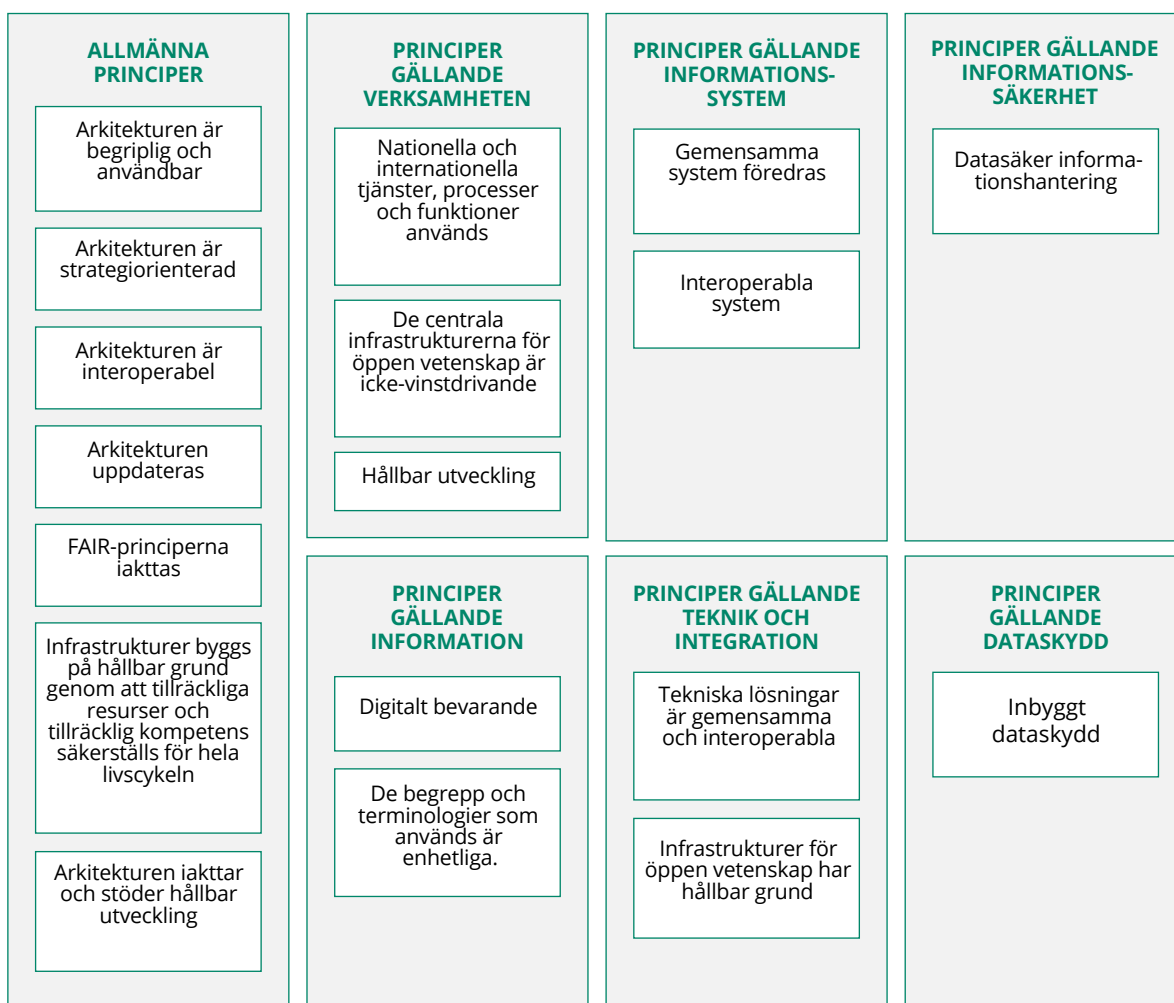 ALLMÄNNA
PRINCIPER
Arkitekturen är
begriplig och
användbar
Arkitekturen är
strategiorienterad
Arkitekturen är
interoperabel
Arkitekturen
uppdateras
FAIR-principerna
iakttas
Infrastrukturer byggs
på hållbar grund
genom att tillräckliga
resurser och
tillräcklig kompetens
säkerställs för hela
livscykeln
Arkitekturen iakttar
och stöder hållbar
utveckling
PRINCIPER
GÄLLANDE
VERKSAMHETEN
Nationella och
internationella
tjänster, processer
och funktioner
används
De centrala
infrastrukturerna för
öppen vetenskap är
icke-vinstdrivande
Hållbar utveckling
PRINCIPER GÄLLANDE
INFORMATIONS-
SYSTEM
Gemensamma
system föredras
Interoperabla
system
PRINCIPER GÄLLANDE
INFORMATIONS-
SÄKERHET
Datasäker informa-
tionshantering
PRINCIPER
GÄLLANDE
INFORMATION
Digitalt bevarande
De begrepp och
terminologier som
används är
enhetliga.
PRINCIPER GÄLLANDE
TEKNIK OCH
INTEGRATION
Tekniska lösningar
är gemensamma
och interoperabla
Infrastrukturer för
öppen vetenskap har
hållbar grund
PRINCIPER
GÄLLANDE
DATASKYDD
Inbyggt
dataskydd